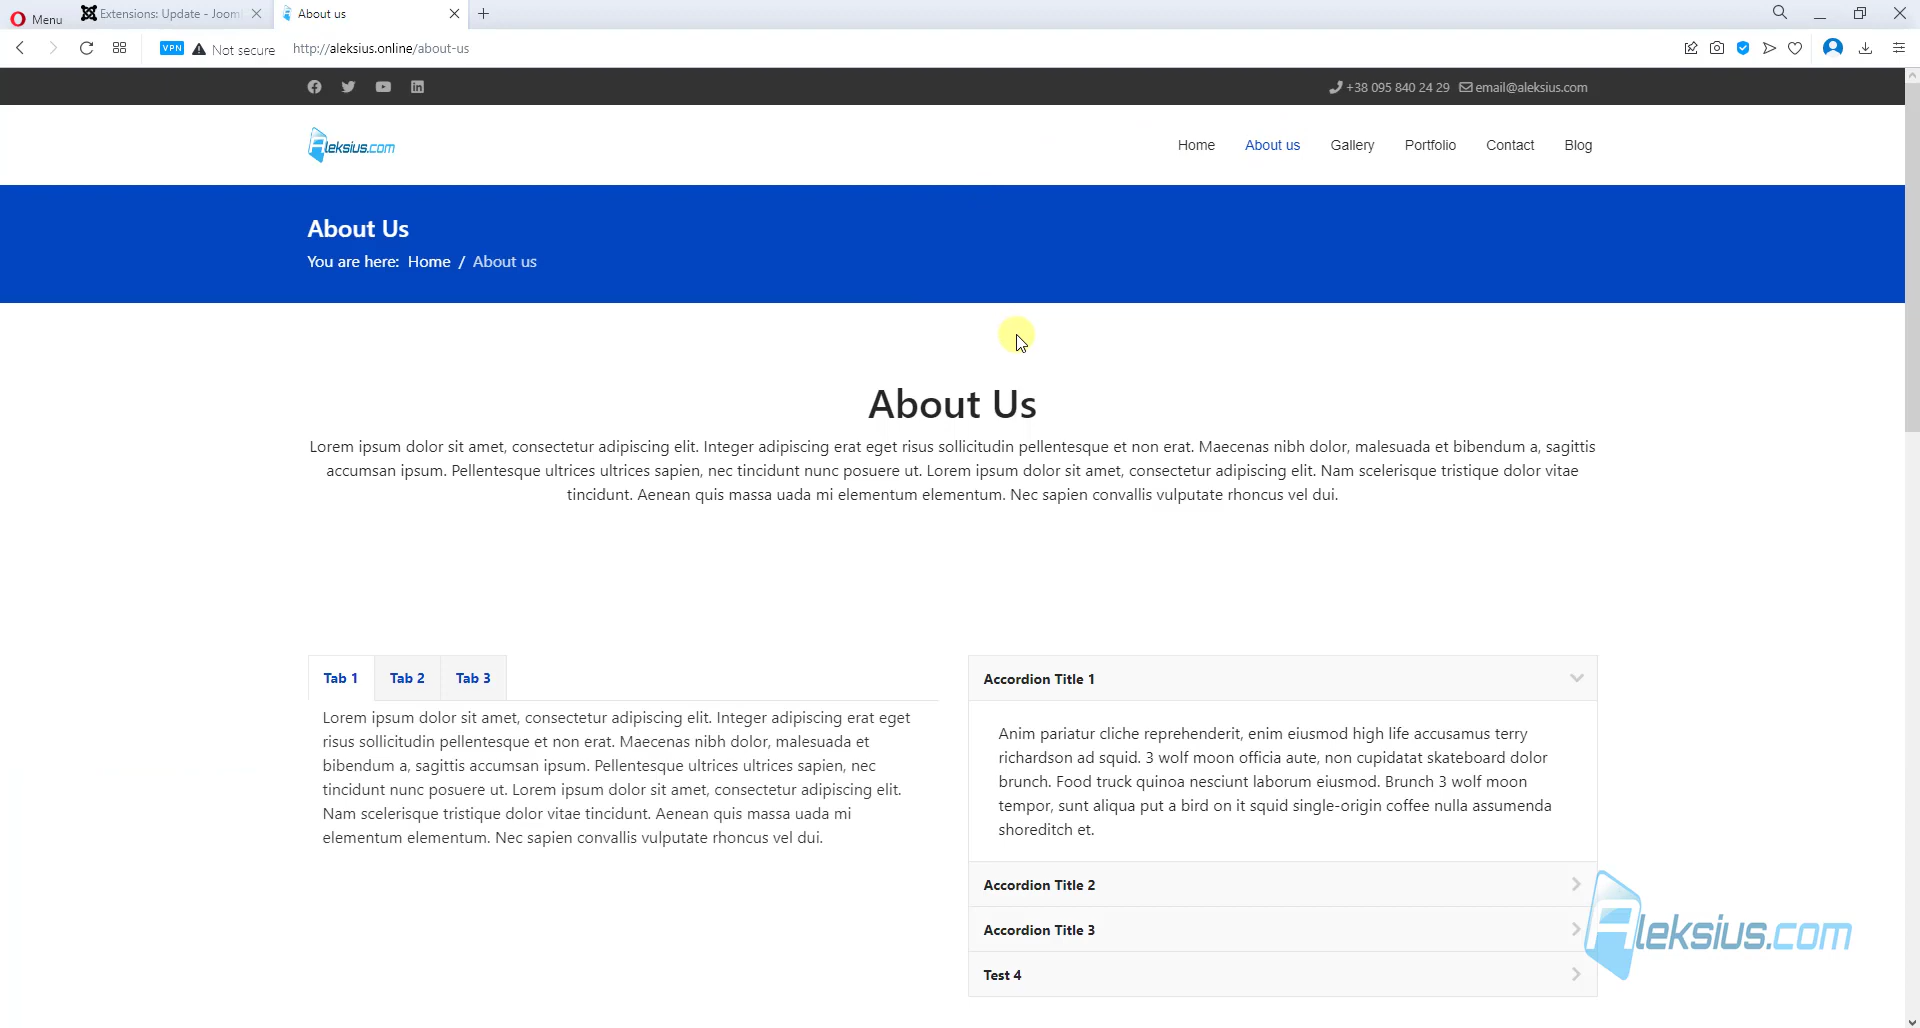 Menu
Extensions: Update - Joom
About us
VPN
Not secure
http://aleksius.online/about-us
+38 095 840 24 29
email@aleksius.com
Aleksius.com
Home
About us
Gallery
Portfolio
Contact
Blog
About Us
You are here: Home / About us
About Us
Lorem ipsum dolor sit amet, consectetur adipiscing elit. Integer adipiscing erat eget risus sollicitudin pellentesque et non erat. Maecenas nibh dolor, malesuada et bibendum a, sagittis
accumsan ipsum. Pellentesque ultrices ultrices sapien, nec tincidunt nunc posuere ut. Lorem ipsum dolor sit amet, consectetur adipiscing elit. Nam scelerisque tristique dolor vitae
tincidunt. Aenean quis massa uada mi elementum elementum. Nec sapien convallis vulputate rhoncus vel dui.
Tab 1
Tab 2
Tab 3
Lorem ipsum dolor sit amet, consectetur adipiscing elit. Integer adipiscing erat eget
risus sollicitudin pellentesque et non erat. Maecenas nibh dolor, malesuada et
bibendum a, sagittis accumsan ipsum. Pellentesque ultrices ultrices sapien, nec
tincidunt nunc posuere ut. Lorem ipsum dolor sit amet, consectetur adipiscing elit.
Nam scelerisque tristique dolor vitae tincidunt. Aenean quis massa uada mi
elementum elementum. Nec sapien convallis vulputate rhoncus vel dui.
Accordion Title 1
Anim pariatur cliche reprehenderit, enim eiusmod high life accusamus terry
richardson ad squid. 3 wolf moon officia aute, non cupidatat skateboard dolor
brunch. Food truck quinoa nesciunt laborum eiusmod. Brunch 3 wolf moon
tempor, sunt aliqua put a bird on it squid single-origin coffee nulla assumenda
shoreditch et.
Accordion Title 2
Accordion Title 3
Test 4
Aleksius.com